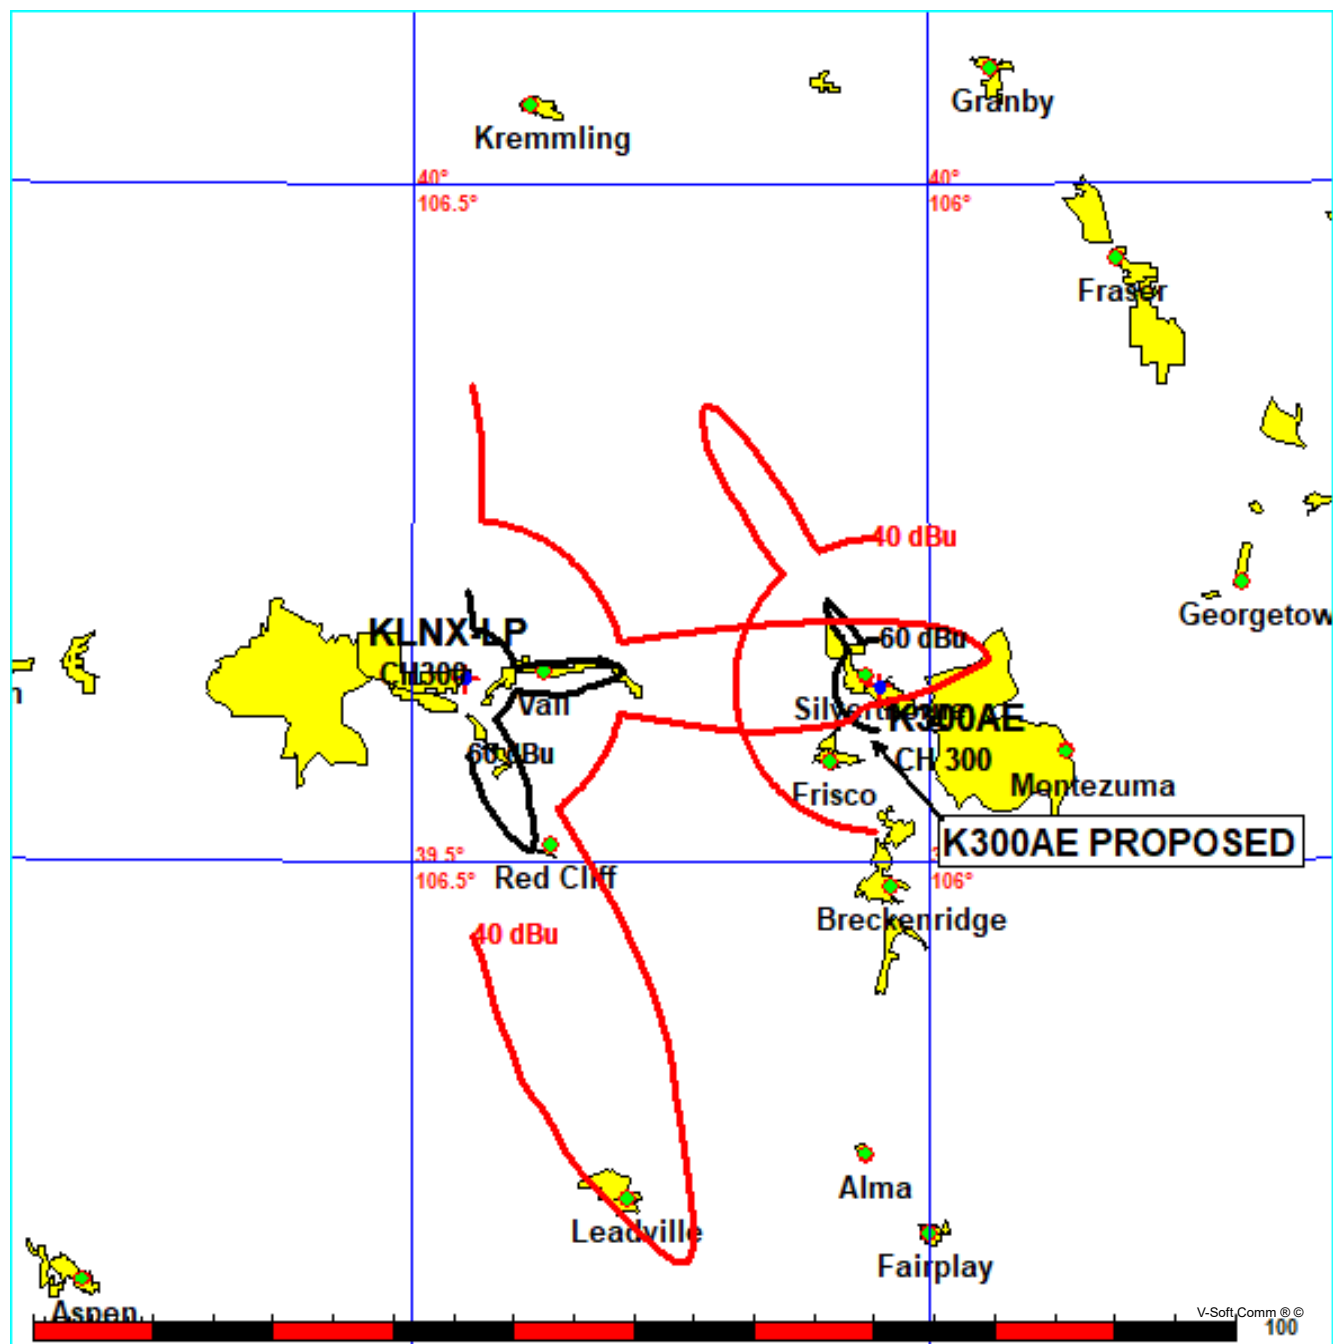 Granby
Kremmling
40°
106.5°
40°
106°
Fraser
40 dBu
Georgetow
KLNX-LP
60 dBu
CH300
n
Vail
Silverthorne
K300AE
60 dBu
CH 300
Montezuma
Frisco
K300AE PROPOSED
39.5°
106.5°
106°
Red Cliff
Breckenridge
40 dBu
Alma
Leadville
Fairplay
Aspen
V-Soft Comm ® ©
100